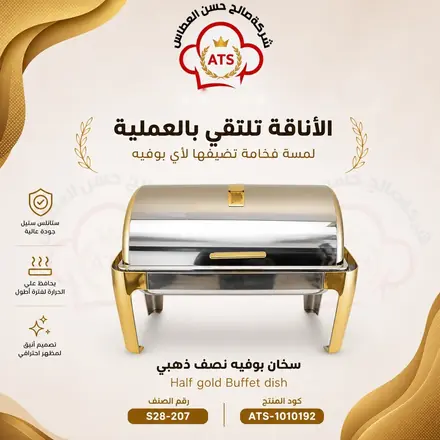 شركة صالح حسن العطاس
ATS
الأناقة تلتقي بالعملية
لمسة فخامة تضيفها لأي بوفيه
ستانلس ستيل
جودة عالية
يحافظ على
الحرارة لفترة أطول
تصميم أنيق
لمظهر احترافي
سخان بوفيه نصف ذهبي
Half gold Buffet dish
كود المنتج
ATS-1010192
رقم الصنف
S28-207